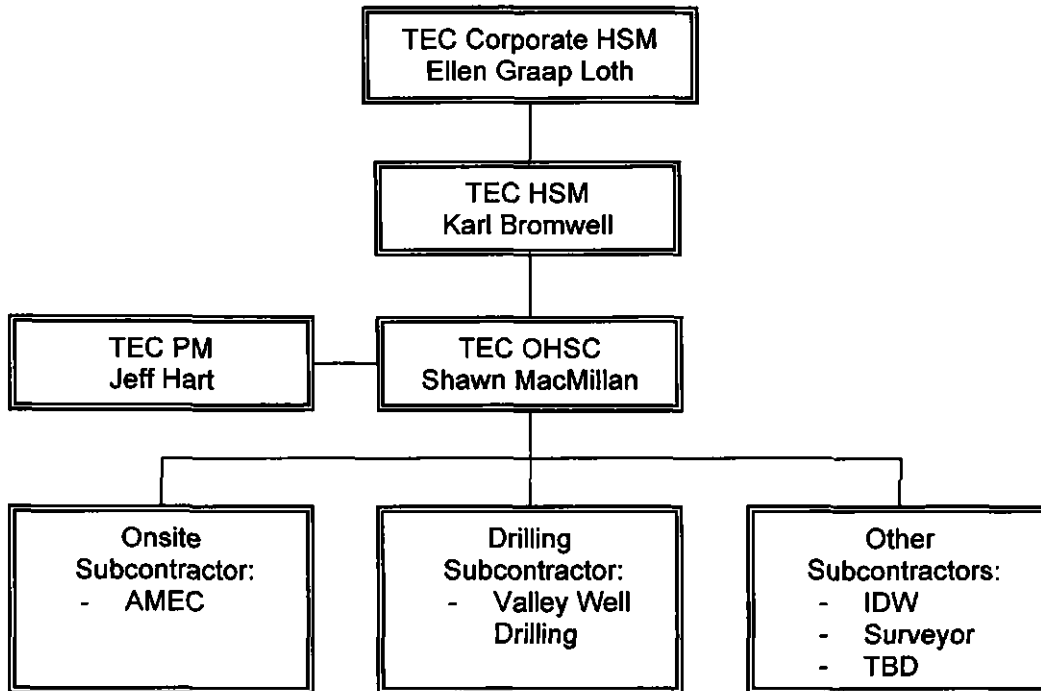 TEC Corporate HSM
Ellen Graap Loth
TEC HSM
Karl Bromwell
TEC PM
Jeff Hart
TEC OHSC
Shawn MacMillan
Onsite
Subcontractor:
- AMEC
Drilling
Subcontractor:
- Valley Well
Drilling
Other
Subcontractors:
- IDW
- Surveyor
- TBD